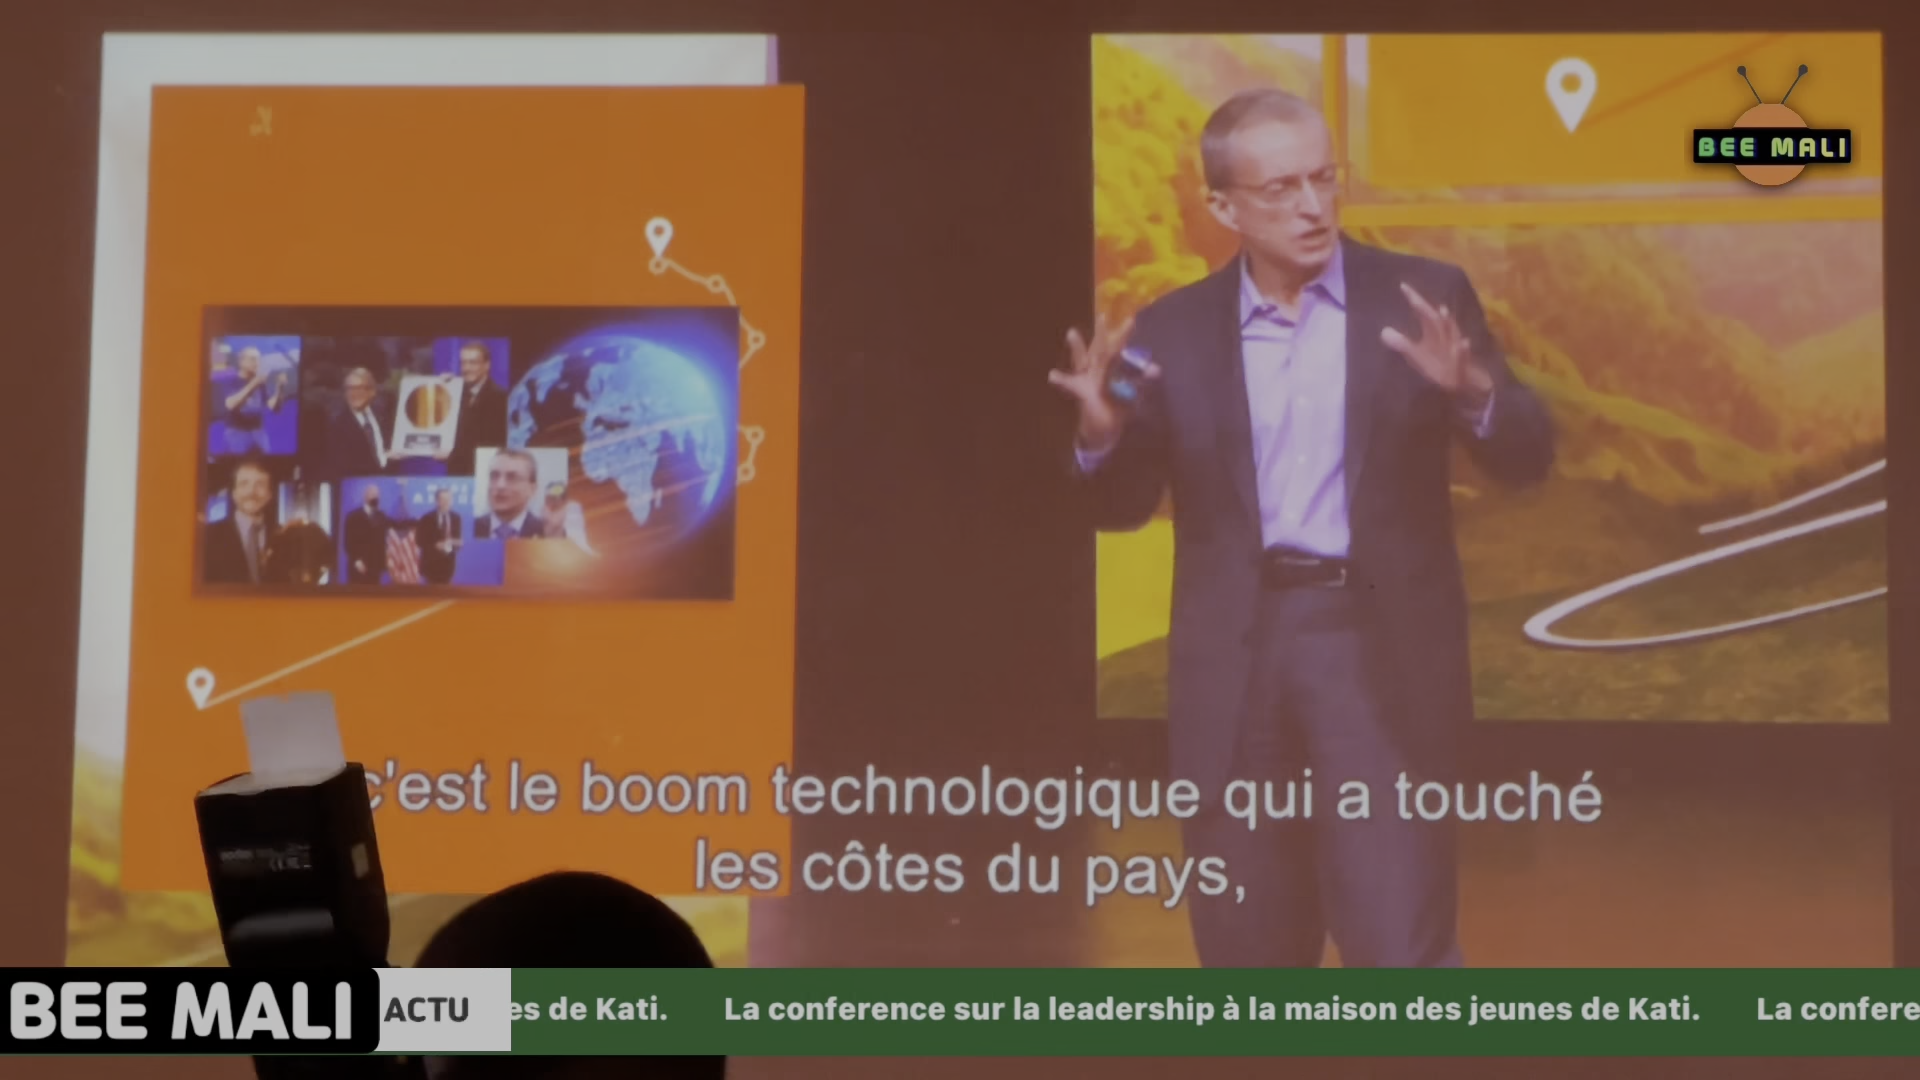 BEE MALI
c'est le boom technologique qui a touché
les côtes du pays,
BEE MALI
ACTU
es de Kati. La conference sur la leadership à la maison des jeunes de Kati. La confere